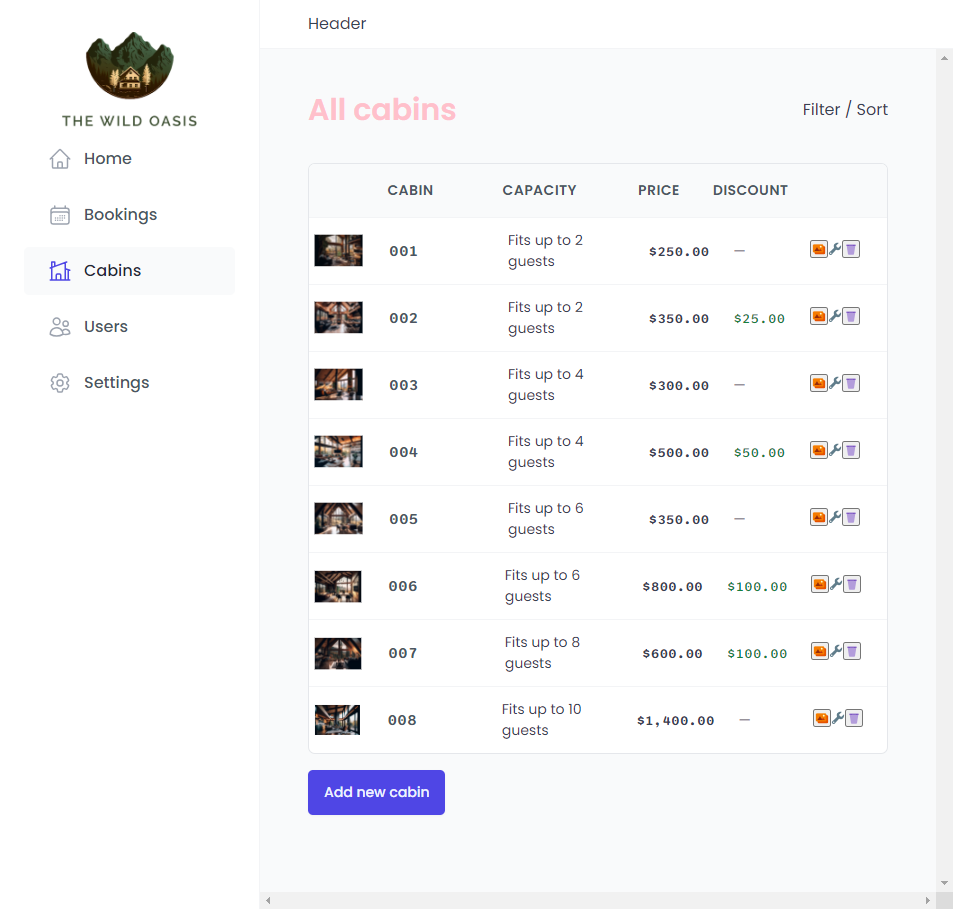 Header
THE WILD OASIS
Home
Bookings
Cabins
Users
Settings
All cabins
Filter / Sort
CABIN CAPACITY PRICE DISCOUNT
001 Fits up to 2 guests $250.00 —
002 Fits up to 2 guests $350.00 $25.00
003 Fits up to 4 guests $300.00 —
004 Fits up to 4 guests $500.00 $50.00
005 Fits up to 6 guests $350.00 —
006 Fits up to 6 guests $800.00 $100.00
007 Fits up to 8 guests $600.00 $100.00
008 Fits up to 10 guests $1,400.00 —
Add new cabin